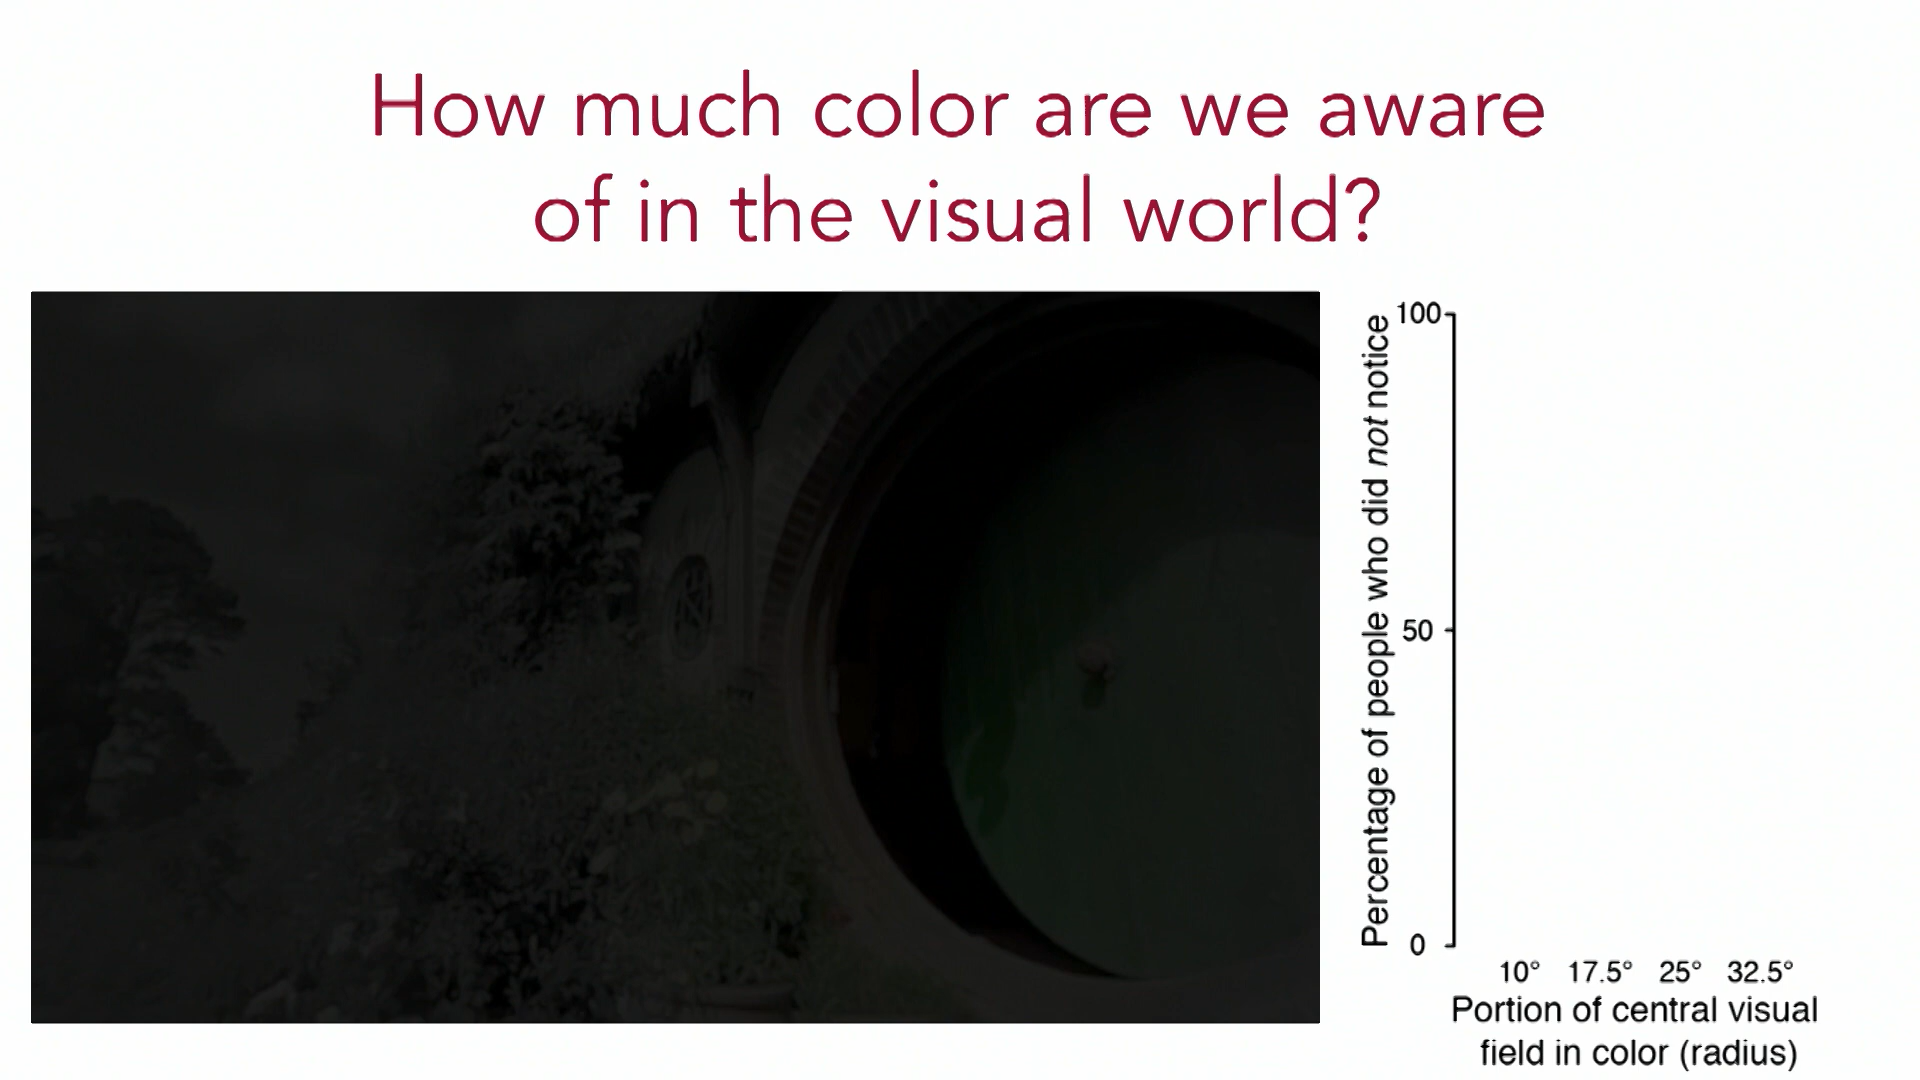 How much color are we aware
of in the visual world?
Percentage of people who did not notice
100
50
0
10° 17.5° 25° 32.5°
Portion of central visual
field in color (radius)